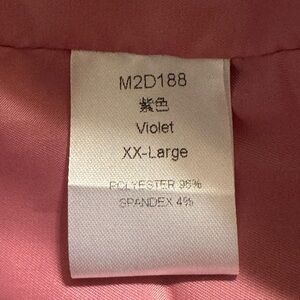 M2D188
紫色
Violet
XX-Large
POLYESTER 96%
SPANDEX 4%